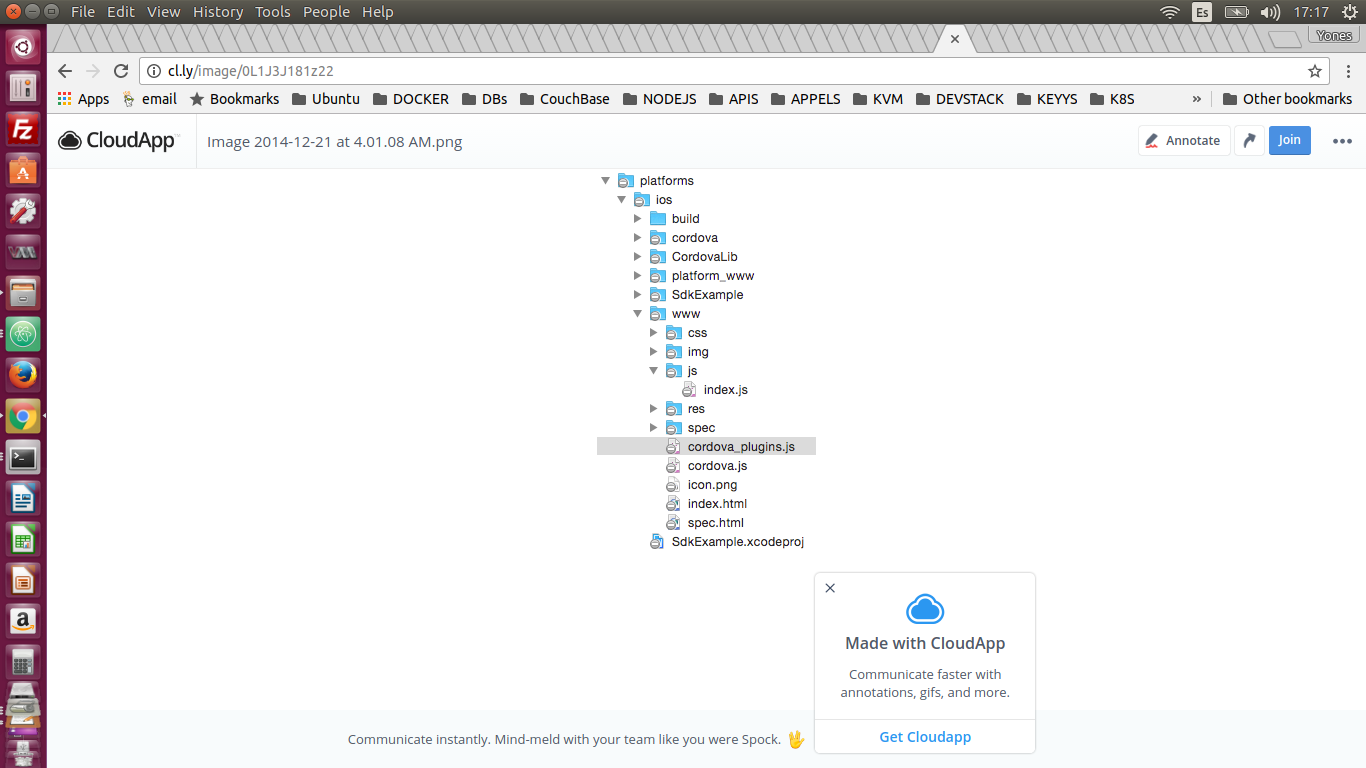 File Edit View History Tools People Help
Es
17:17
Yones
cl.ly/image/0L1J3J181z22
Apps email Bookmarks Ubuntu DOCKER DBs CouchBase NODEJS APIS APPELS KVM DEVSTACK KEYYS K8S » Other bookmarks
CloudApp
Image 2014-12-21 at 4.01.08 AM.png
Annotate
Join
platforms
ios
build
cordova
CordovaLib
platform_www
SdkExample
www
css
img
js
index.js
res
spec
cordova_plugins.js
cordova.js
icon.png
index.html
spec.html
SdkExample.xcodeproj
Made with CloudApp
Communicate faster with
annotations, gifs, and more.
Get Cloudapp
Communicate instantly. Mind-meld with your team like you were Spock. 🖖